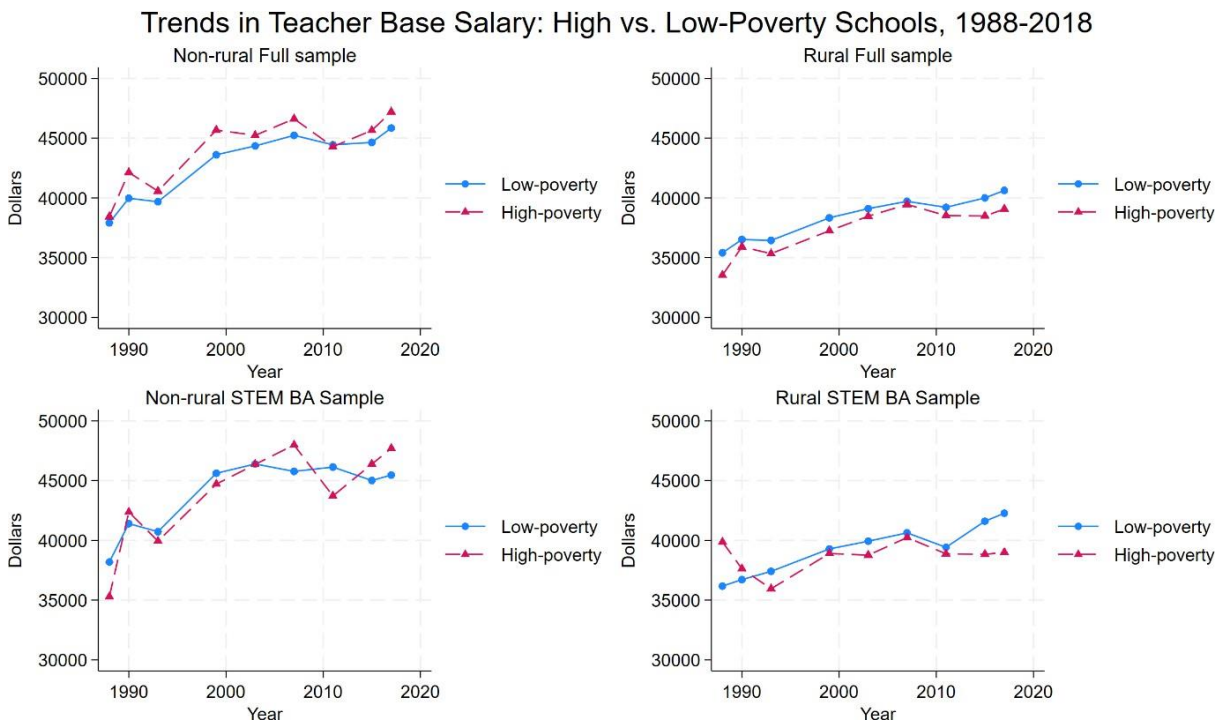 Trends in Teacher Base Salary: High vs. Low-Poverty Schools, 1988-2018
Non-rural Full sample
50000
45000
40000
35000
30000
Dollars
1990 2000 2010 2020
Year
Low-poverty
High-poverty
Rural Full sample
50000
45000
40000
35000
30000
Dollars
1990 2000 2010 2020
Year
Low-poverty
High-poverty
Non-rural STEM BA Sample
50000
45000
40000
35000
30000
Dollars
1990 2000 2010 2020
Year
Low-poverty
High-poverty
Rural STEM BA Sample
50000
45000
40000
35000
30000
Dollars
1990 2000 2010 2020
Year
Low-poverty
High-poverty